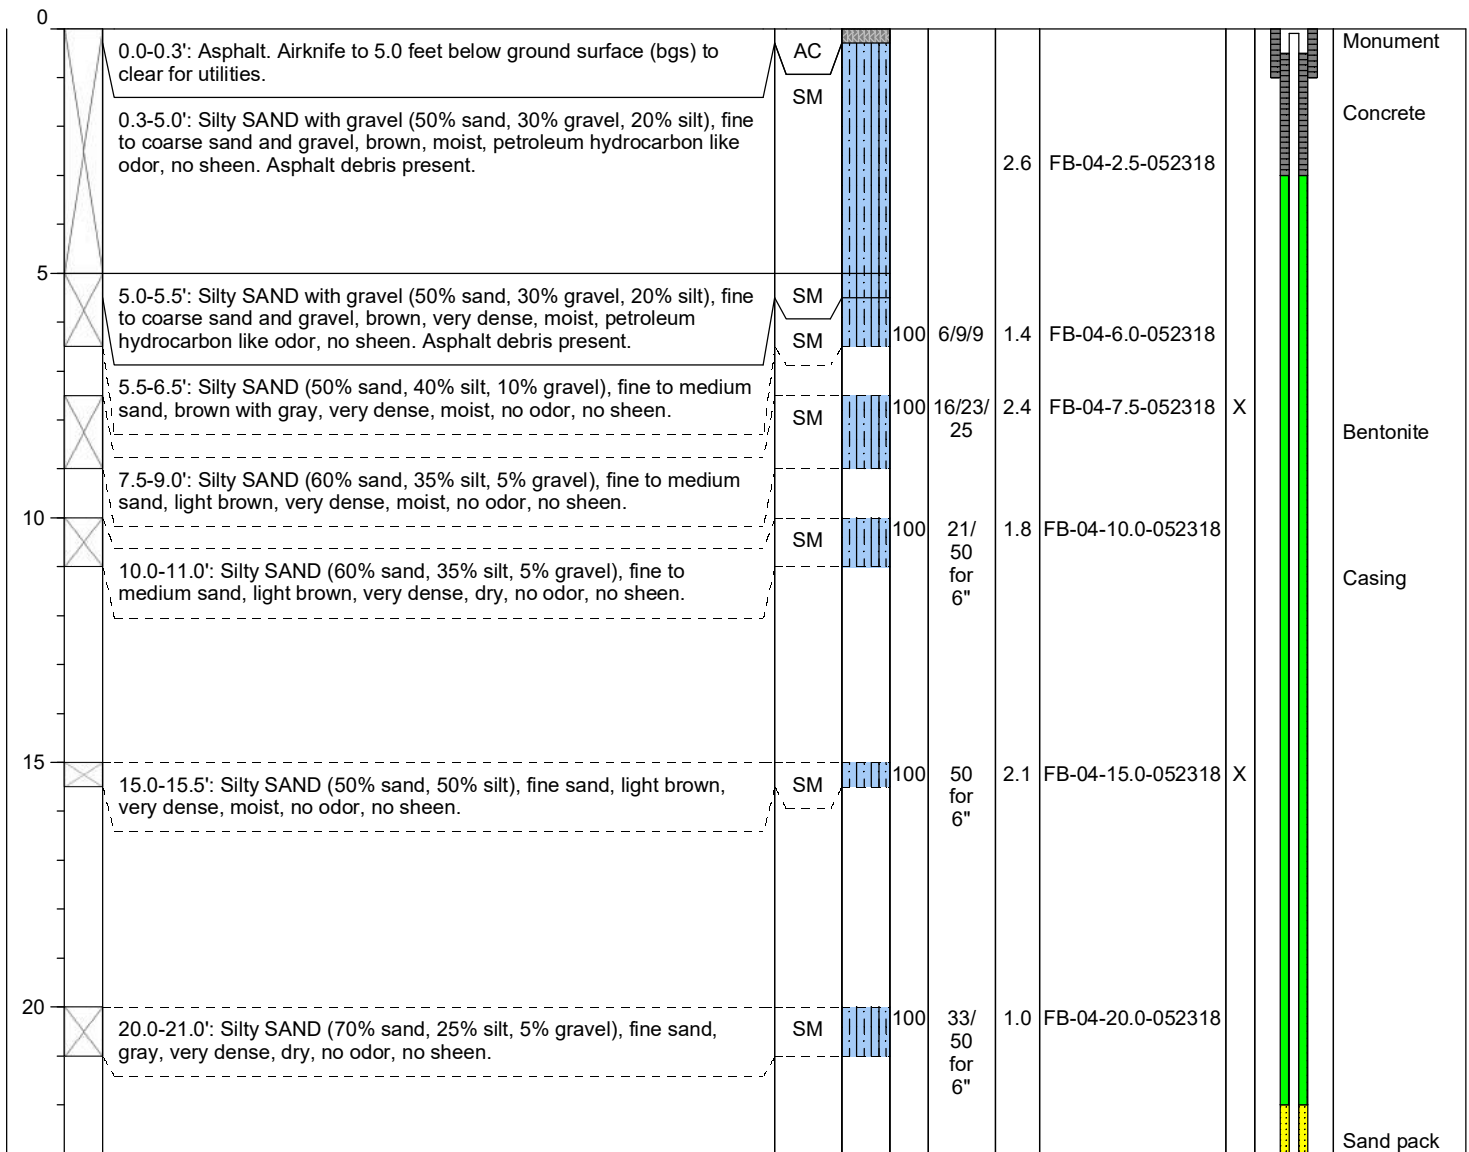 0
0.0-0.3': Asphalt. Airknife to 5.0 feet below ground surface (bgs) to
clear for utilities.
AC
Monument
SM
0.3-5.0': Silty SAND with gravel (50% sand, 30% gravel, 20% silt), fine
to coarse sand and gravel, brown, moist, petroleum hydrocarbon like
odor, no sheen. Asphalt debris present.
Concrete
2.6 FB-04-2.5-052318
5
5.0-5.5': Silty SAND with gravel (50% sand, 30% gravel, 20% silt), fine
to coarse sand and gravel, brown, very dense, moist, petroleum
hydrocarbon like odor, no sheen. Asphalt debris present.
SM
SM
100 6/9/9 1.4 FB-04-6.0-052318
5.5-6.5': Silty SAND (50% sand, 40% silt, 10% gravel), fine to medium
sand, brown with gray, very dense, moist, no odor, no sheen.
SM
100 16/23/ 2.4 FB-04-7.5-052318 X
25
Bentonite
7.5-9.0': Silty SAND (60% sand, 35% silt, 5% gravel), fine to medium
sand, light brown, very dense, moist, no odor, no sheen.
10
SM
100 21/ 1.8 FB-04-10.0-052318
50
for
6"
10.0-11.0': Silty SAND (60% sand, 35% silt, 5% gravel), fine to
medium sand, light brown, very dense, dry, no odor, no sheen.
Casing
15
15.0-15.5': Silty SAND (50% sand, 50% silt), fine sand, light brown,
very dense, moist, no odor, no sheen.
SM
100 50 2.1 FB-04-15.0-052318 X
for
6"
20
20.0-21.0': Silty SAND (70% sand, 25% silt, 5% gravel), fine sand,
gray, very dense, dry, no odor, no sheen.
SM
100 33/ 1.0 FB-04-20.0-052318
50
for
6"
Sand pack